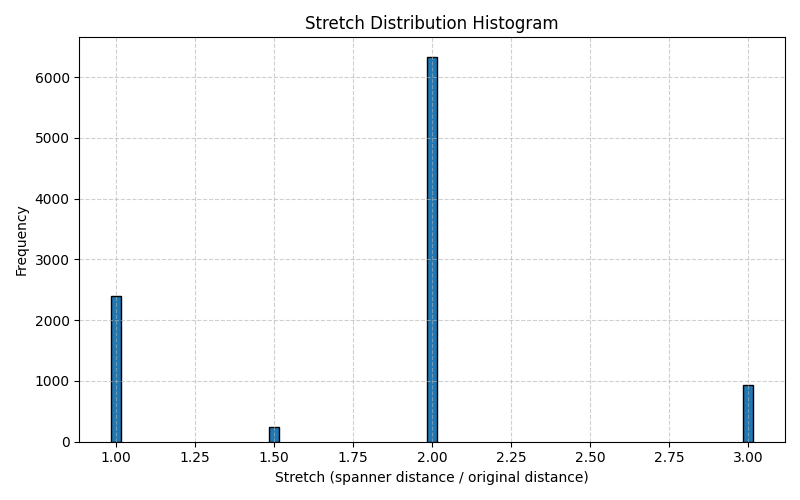 Stretch Distribution Histogram
Frequency
6000
5000
4000
3000
2000
1000
0
1.00 1.25 1.50 1.75 2.00 2.25 2.50 2.75 3.00
Stretch (spanner distance / original distance)